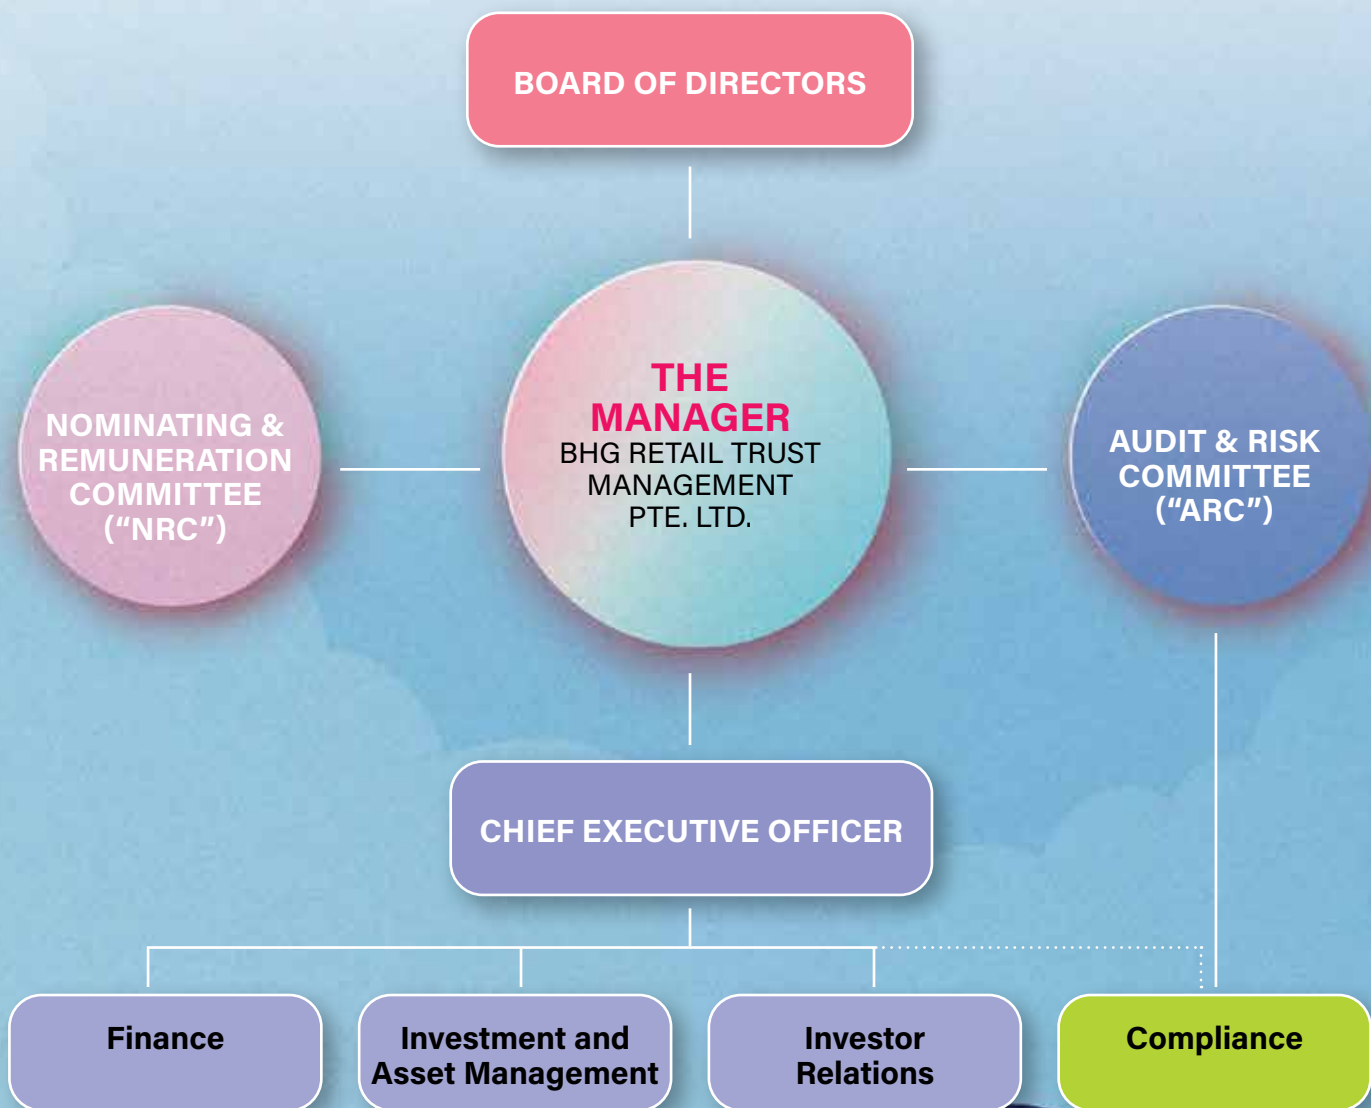 BOARD OF DIRECTORS
NOMINATING &
REMUNERATION
COMMITTEE
(“NRC”)
THE
MANAGER
BHG RETAIL TRUST
MANAGEMENT
PTE. LTD.
AUDIT & RISK
COMMITTEE
(“ARC”)
CHIEF EXECUTIVE OFFICER
Finance
Investment and
Asset Management
Investor
Relations
Compliance